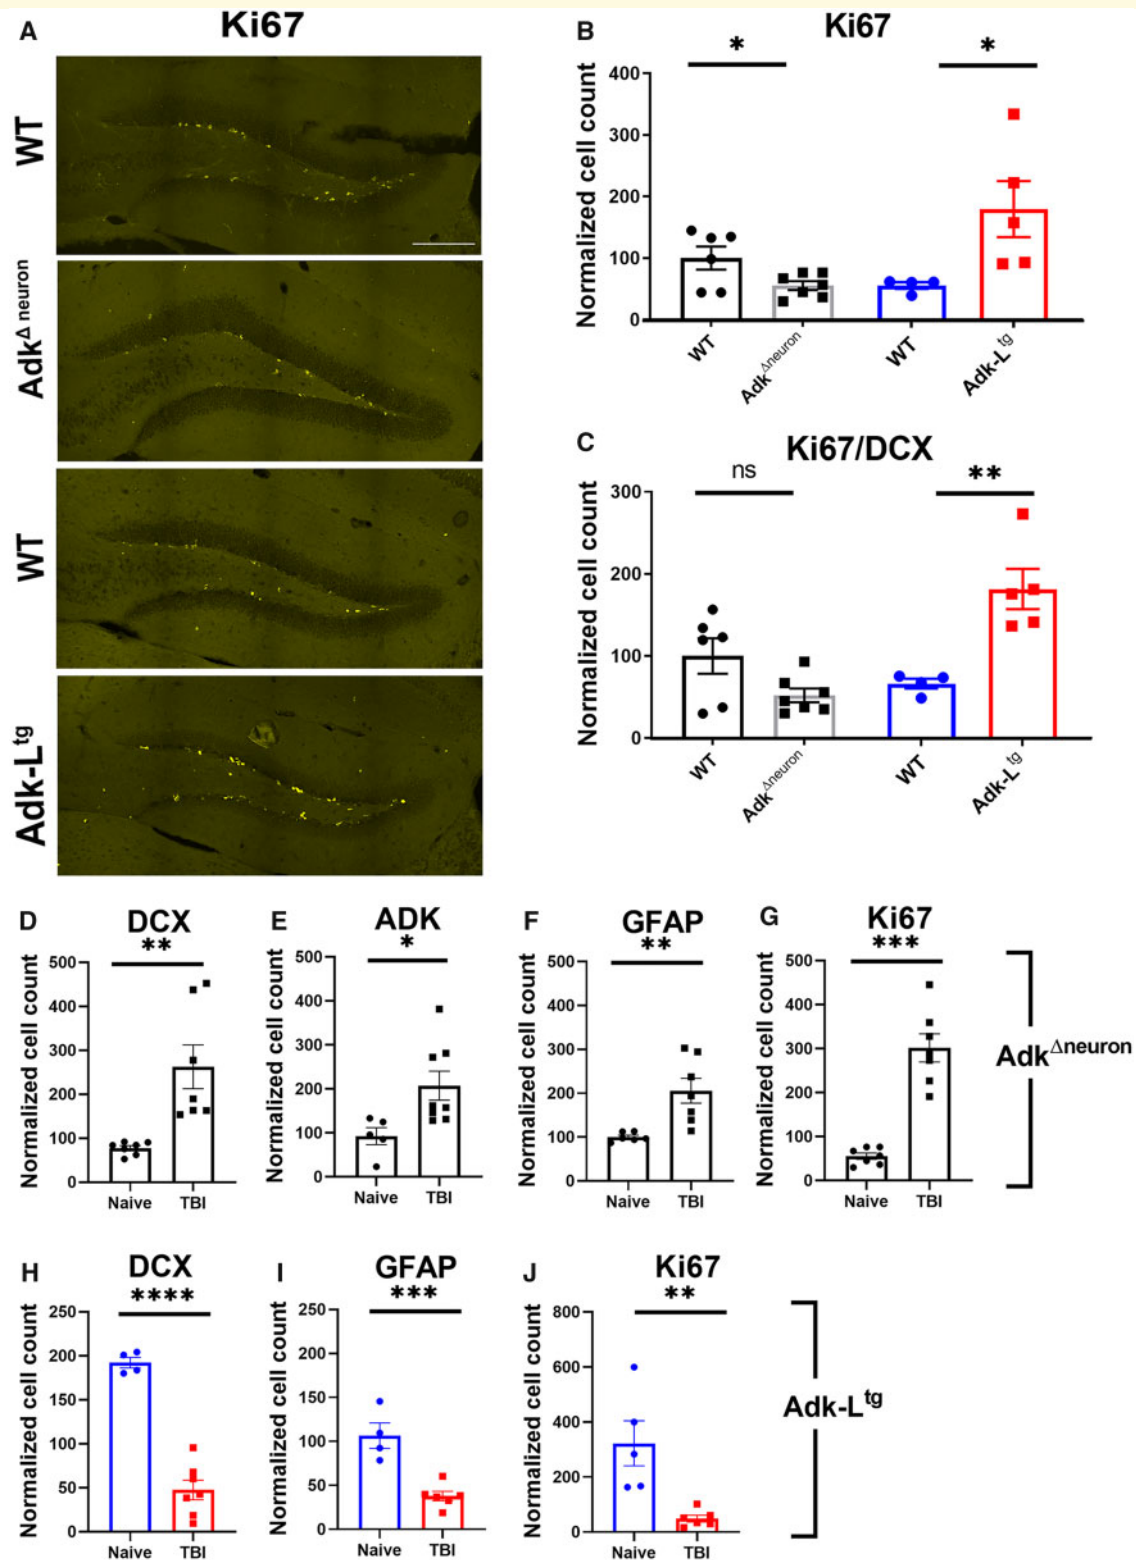 A
Ki67
WT
Adk^Δ neuron
WT
Adk-L^tg
B
Ki67
*
*
Normalized cell count
400
300
200
100
0
WT
Adk^Δneuron
WT
Adk-L^tg
C
Ki67/DCX
ns
**
Normalized cell count
300
200
100
0
WT
Adk^Δneuron
WT
Adk-L^tg
D
DCX
**
Normalized cell count
500
400
300
200
100
0
Naive TBI
E
ADK
*
Normalized cell count
500
400
300
200
100
0
Naive TBI
F
GFAP
**
Normalized cell count
500
400
300
200
100
0
Naive TBI
G
Ki67
***
Normalized cell count
500
400
300
200
100
0
Naive TBI
Adk^Δneuron
H
DCX
****
Normalized cell count
250
200
150
100
50
0
Naive TBI
I
GFAP
***
Normalized cell count
250
200
150
100
50
0
Naive TBI
J
Ki67
**
Normalized cell count
800
600
400
200
0
Naive TBI
Adk-L^tg